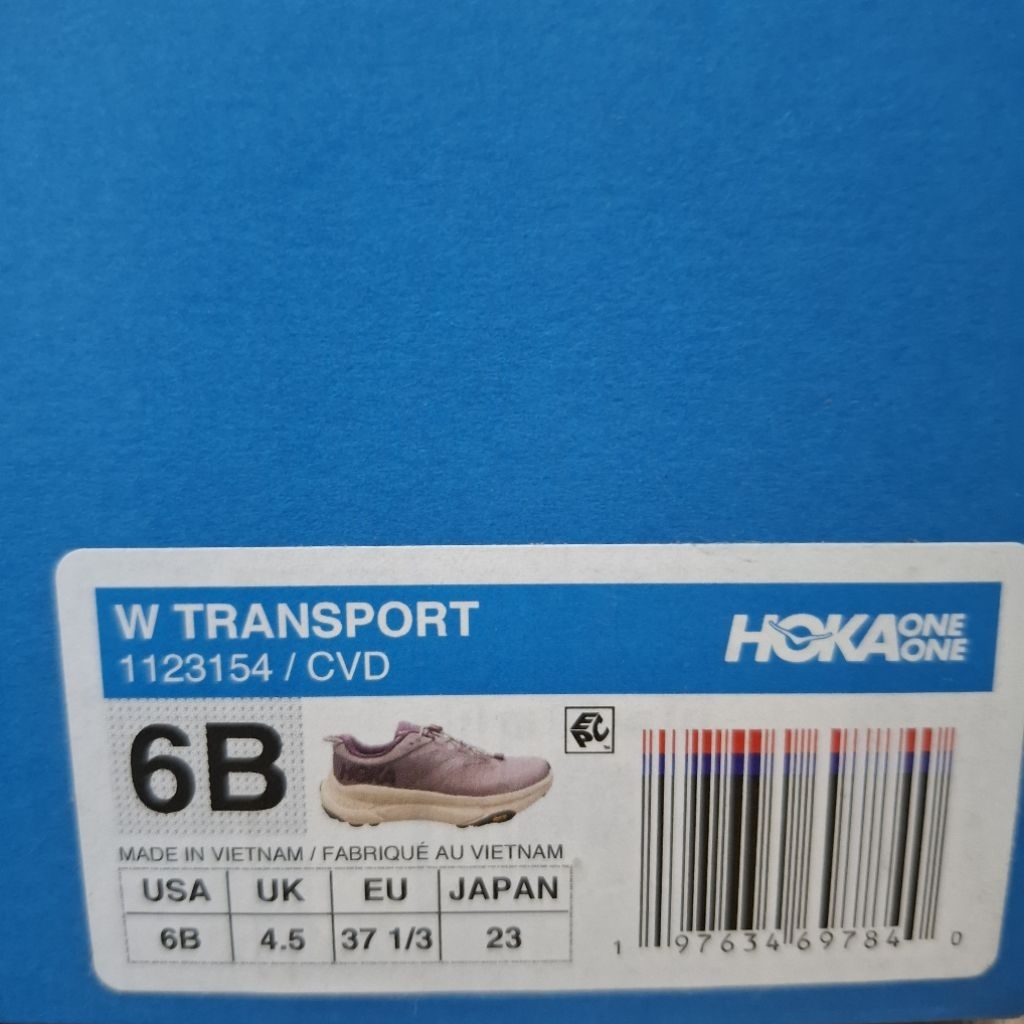 W TRANSPORT
1123154 / CVD
HOKA ONE ONE
6B
EPC
MADE IN VIETNAM / FABRIQUÉ AU VIETNAM
USA UK EU JAPAN
6B 4.5 37 1/3 23
1 97634 69784 0